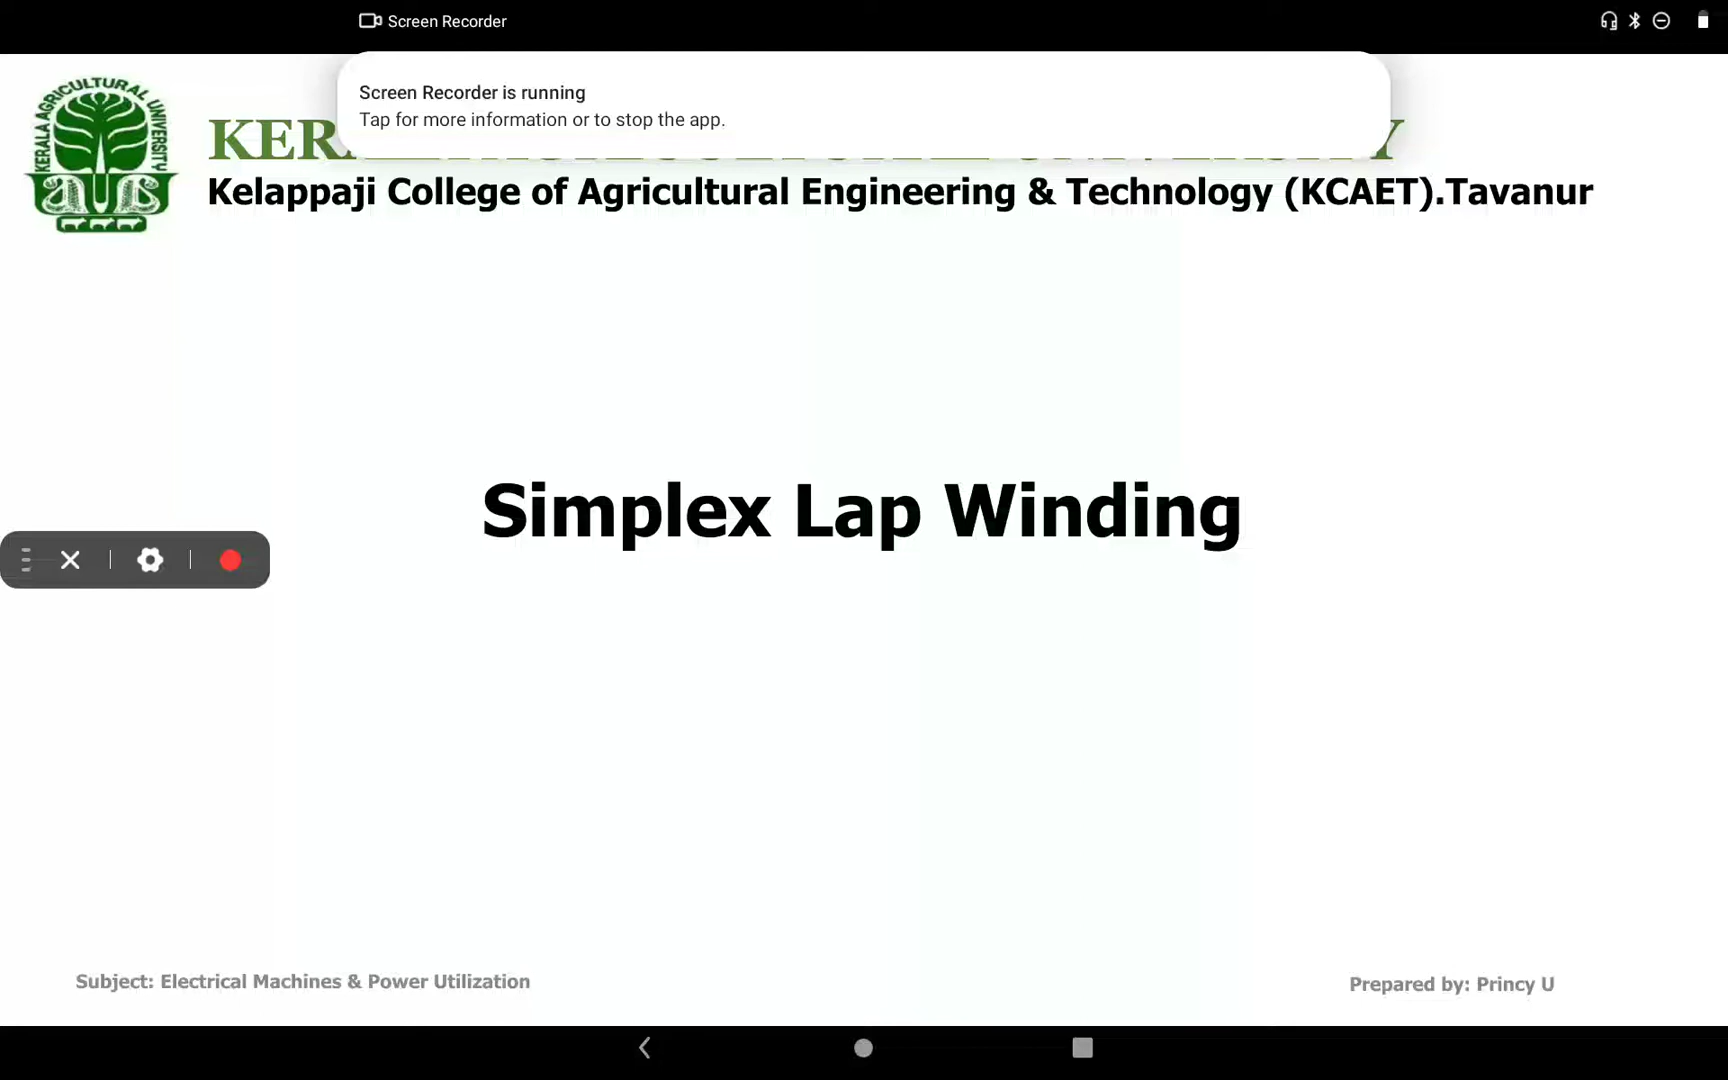 Screen Recorder
Screen Recorder is running
Tap for more information or to stop the app.
KERALA AGRICULTURAL UNIVERSITY
Kelappaji College of Agricultural Engineering & Technology (KCAET).Tavanur
Simplex Lap Winding
Subject: Electrical Machines & Power Utilization
Prepared by: Princy U